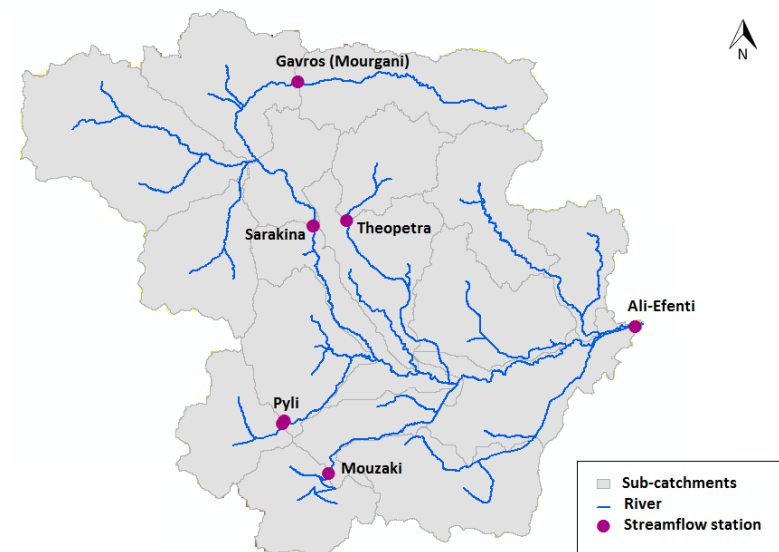 Gavros (Mourgani)
N
Sarakina
Theopetra
Ali-Efenti
Pyli
Mouzaki
Sub-catchments
River
Streamflow station